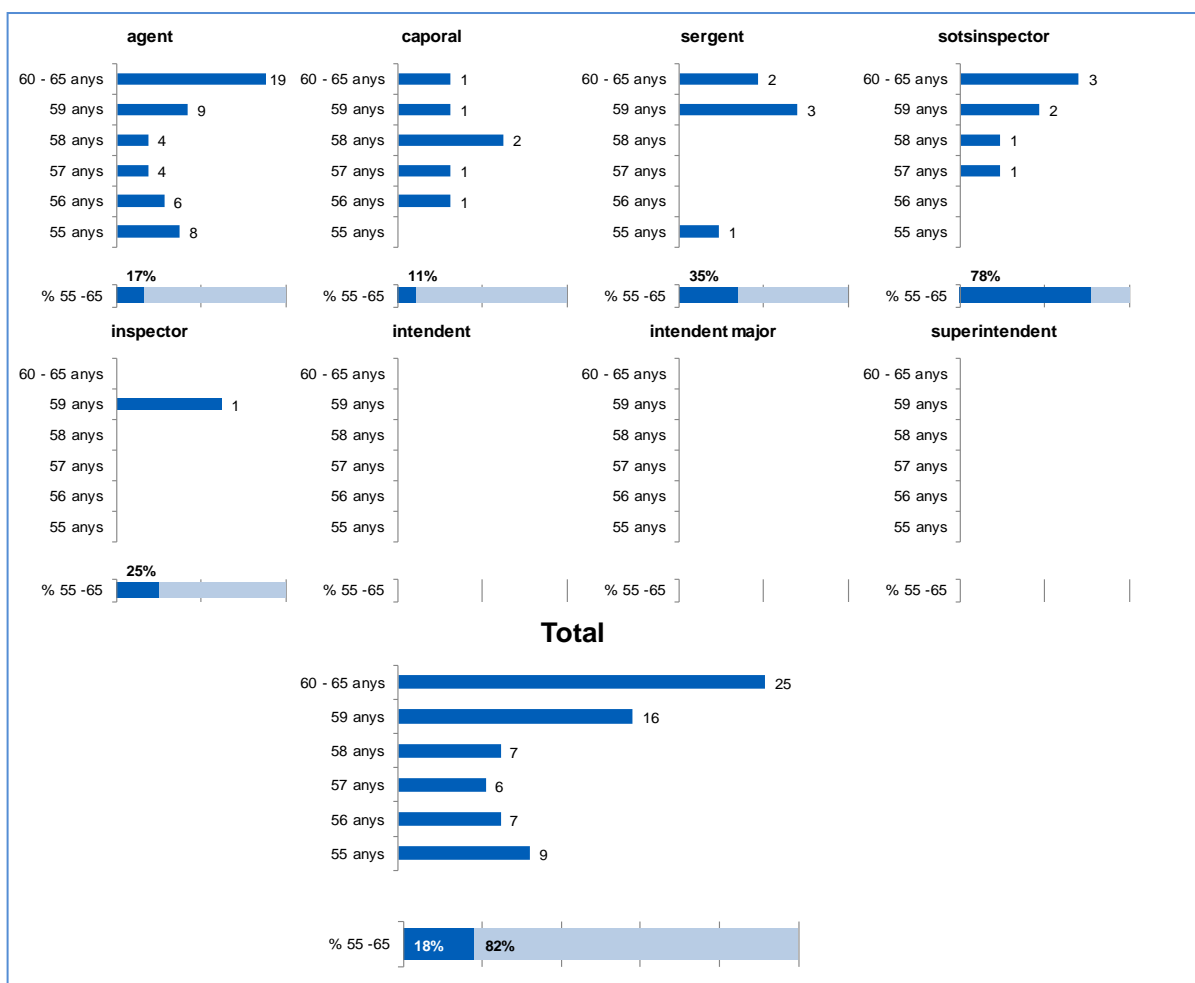 agent
60 - 65 anys 19
59 anys 9
58 anys 4
57 anys 4
56 anys 6
55 anys 8
17%
% 55 -65
caporal
60 - 65 anys 1
59 anys 1
58 anys 2
57 anys 1
56 anys 1
55 anys
11%
% 55 -65
sergent
60 - 65 anys 2
59 anys 3
58 anys
57 anys
56 anys
55 anys 1
35%
% 55 -65
sotsinspector
60 - 65 anys 3
59 anys 2
58 anys 1
57 anys 1
56 anys
55 anys
78%
% 55 -65
inspector
60 - 65 anys
59 anys 1
58 anys
57 anys
56 anys
55 anys
25%
% 55 -65
intendent
60 - 65 anys
59 anys
58 anys
57 anys
56 anys
55 anys
% 55 -65
intendent major
60 - 65 anys
59 anys
58 anys
57 anys
56 anys
55 anys
% 55 -65
superintendent
60 - 65 anys
59 anys
58 anys
57 anys
56 anys
55 anys
% 55 -65
Total
60 - 65 anys 25
59 anys 16
58 anys 7
57 anys 6
56 anys 7
55 anys 9
% 55 -65 18% 82%